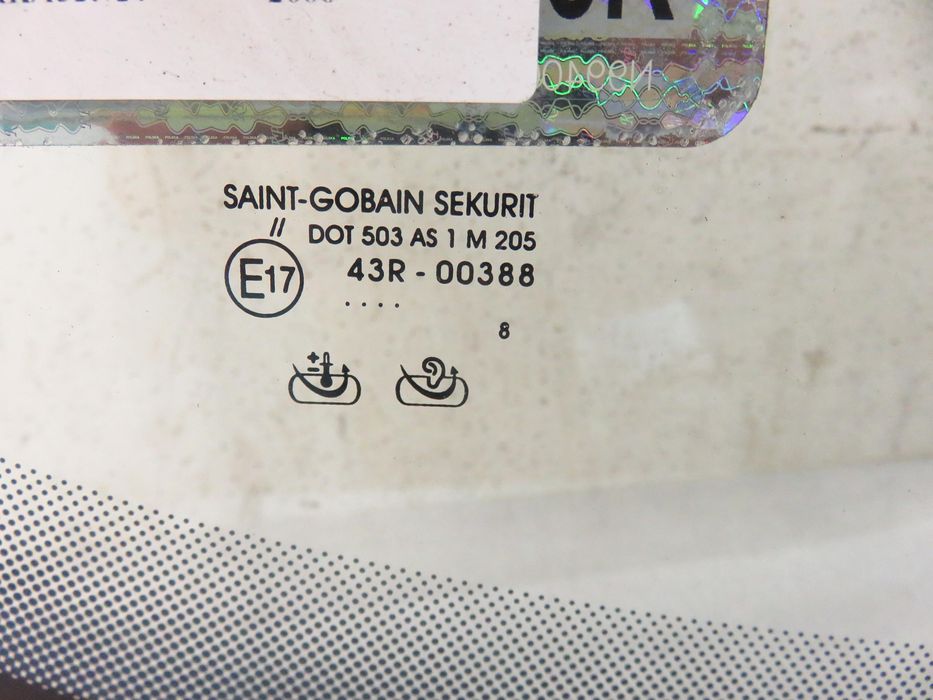 SAINT-GOBAIN SEKURIT
// DOT 503 AS 1 M 205
E17 43R - 00388
. . . .
8